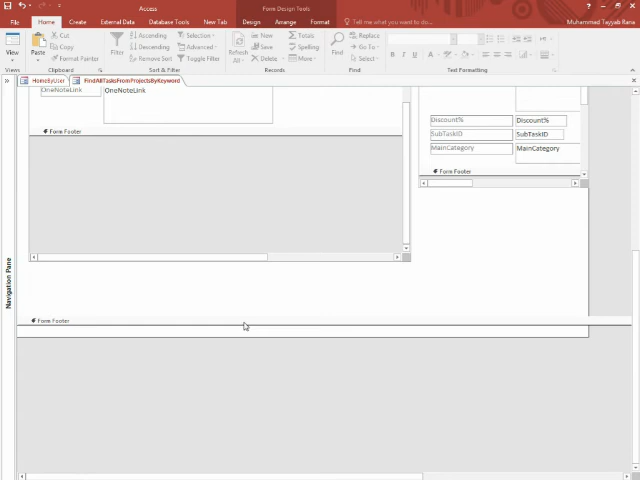 Access
Form Design Tools
Muhammad Tayyab Rana
File
Home
Create
External Data
Database Tools
New Tab
Design
Arrange
Format
Tell me what you want to do...
View
Views
Paste
Cut
Copy
Format Painter
Clipboard
Filter
Ascending
Descending
Remove Sort
Selection
Advanced
Toggle Filter
Sort & Filter
Refresh
All
New
Save
Delete
Totals
Spelling
More
Records
Find
Replace
Go To
Select
Find
B I U
Text Formatting
HomeByUser
FindAllTasksFromProjectsByKeyword
OneNoteLink
OneNoteLink
Form Footer
Discount%
Discount%
SubTaskID
SubTaskID
MainCategory
MainCategory
Form Footer
Form Footer
Navigation Pane